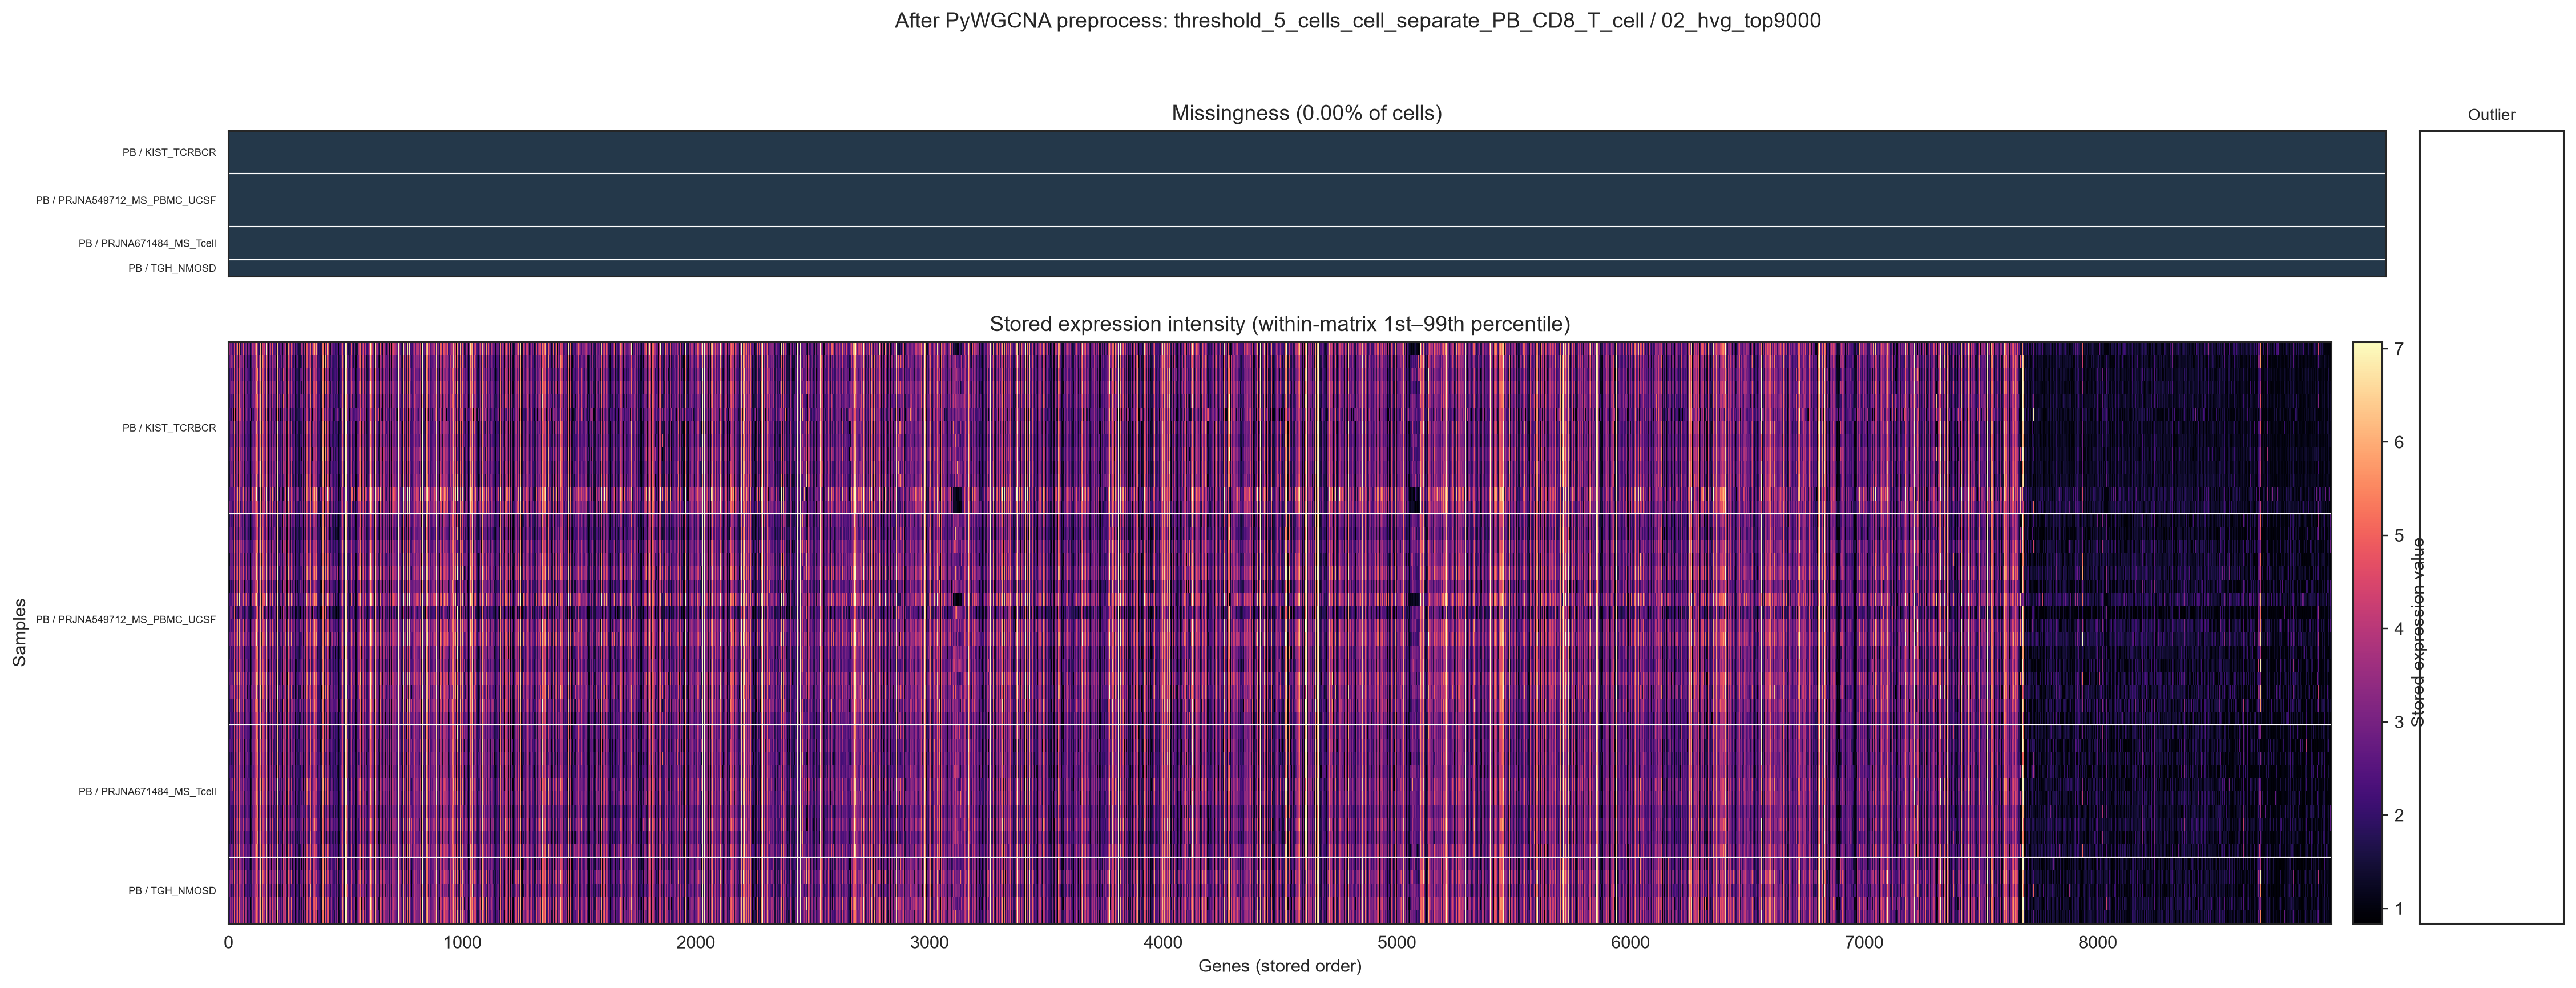 After PyWGCNA preprocess: threshold_5_cells_cell_separate_PB_CD8_T_cell / 02_hvg_top9000
Missingness (0.00% of cells)
Outlier
PB / KIST_TCRBCR
PB / PRJNA549712_MS_PBMC_UCSF
PB / PRJNA671484_MS_Tcell
PB / TGH_NMOSD
Stored expression intensity (within-matrix 1st–99th percentile)
Samples
PB / KIST_TCRBCR
PB / PRJNA549712_MS_PBMC_UCSF
PB / PRJNA671484_MS_Tcell
PB / TGH_NMOSD
7
6
5
4
3
2
1
Stored expression value
0 1000 2000 3000 4000 5000 6000 7000 8000
Genes (stored order)